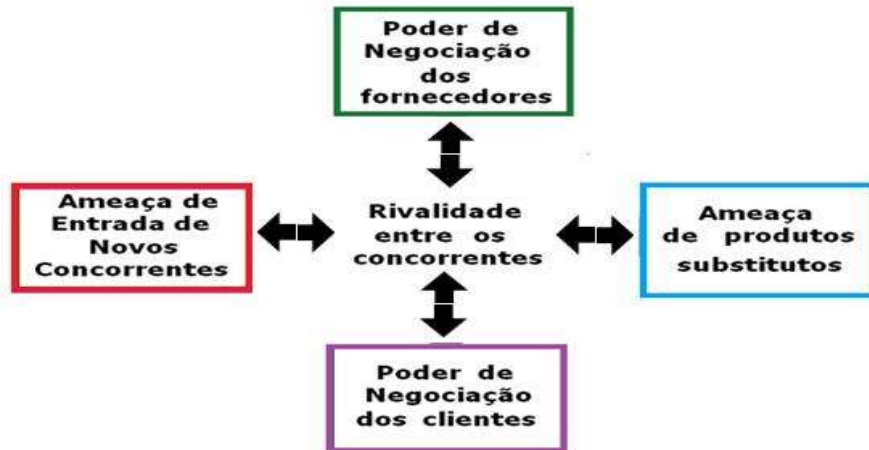 Poder de
Negociação
dos
fornecedores
Ameaça de
Entrada de
Novos
Concorrentes
Rivalidade
entre os
concorrentes
Ameaça
de produtos
substitutos
Poder de
Negociação
dos clientes